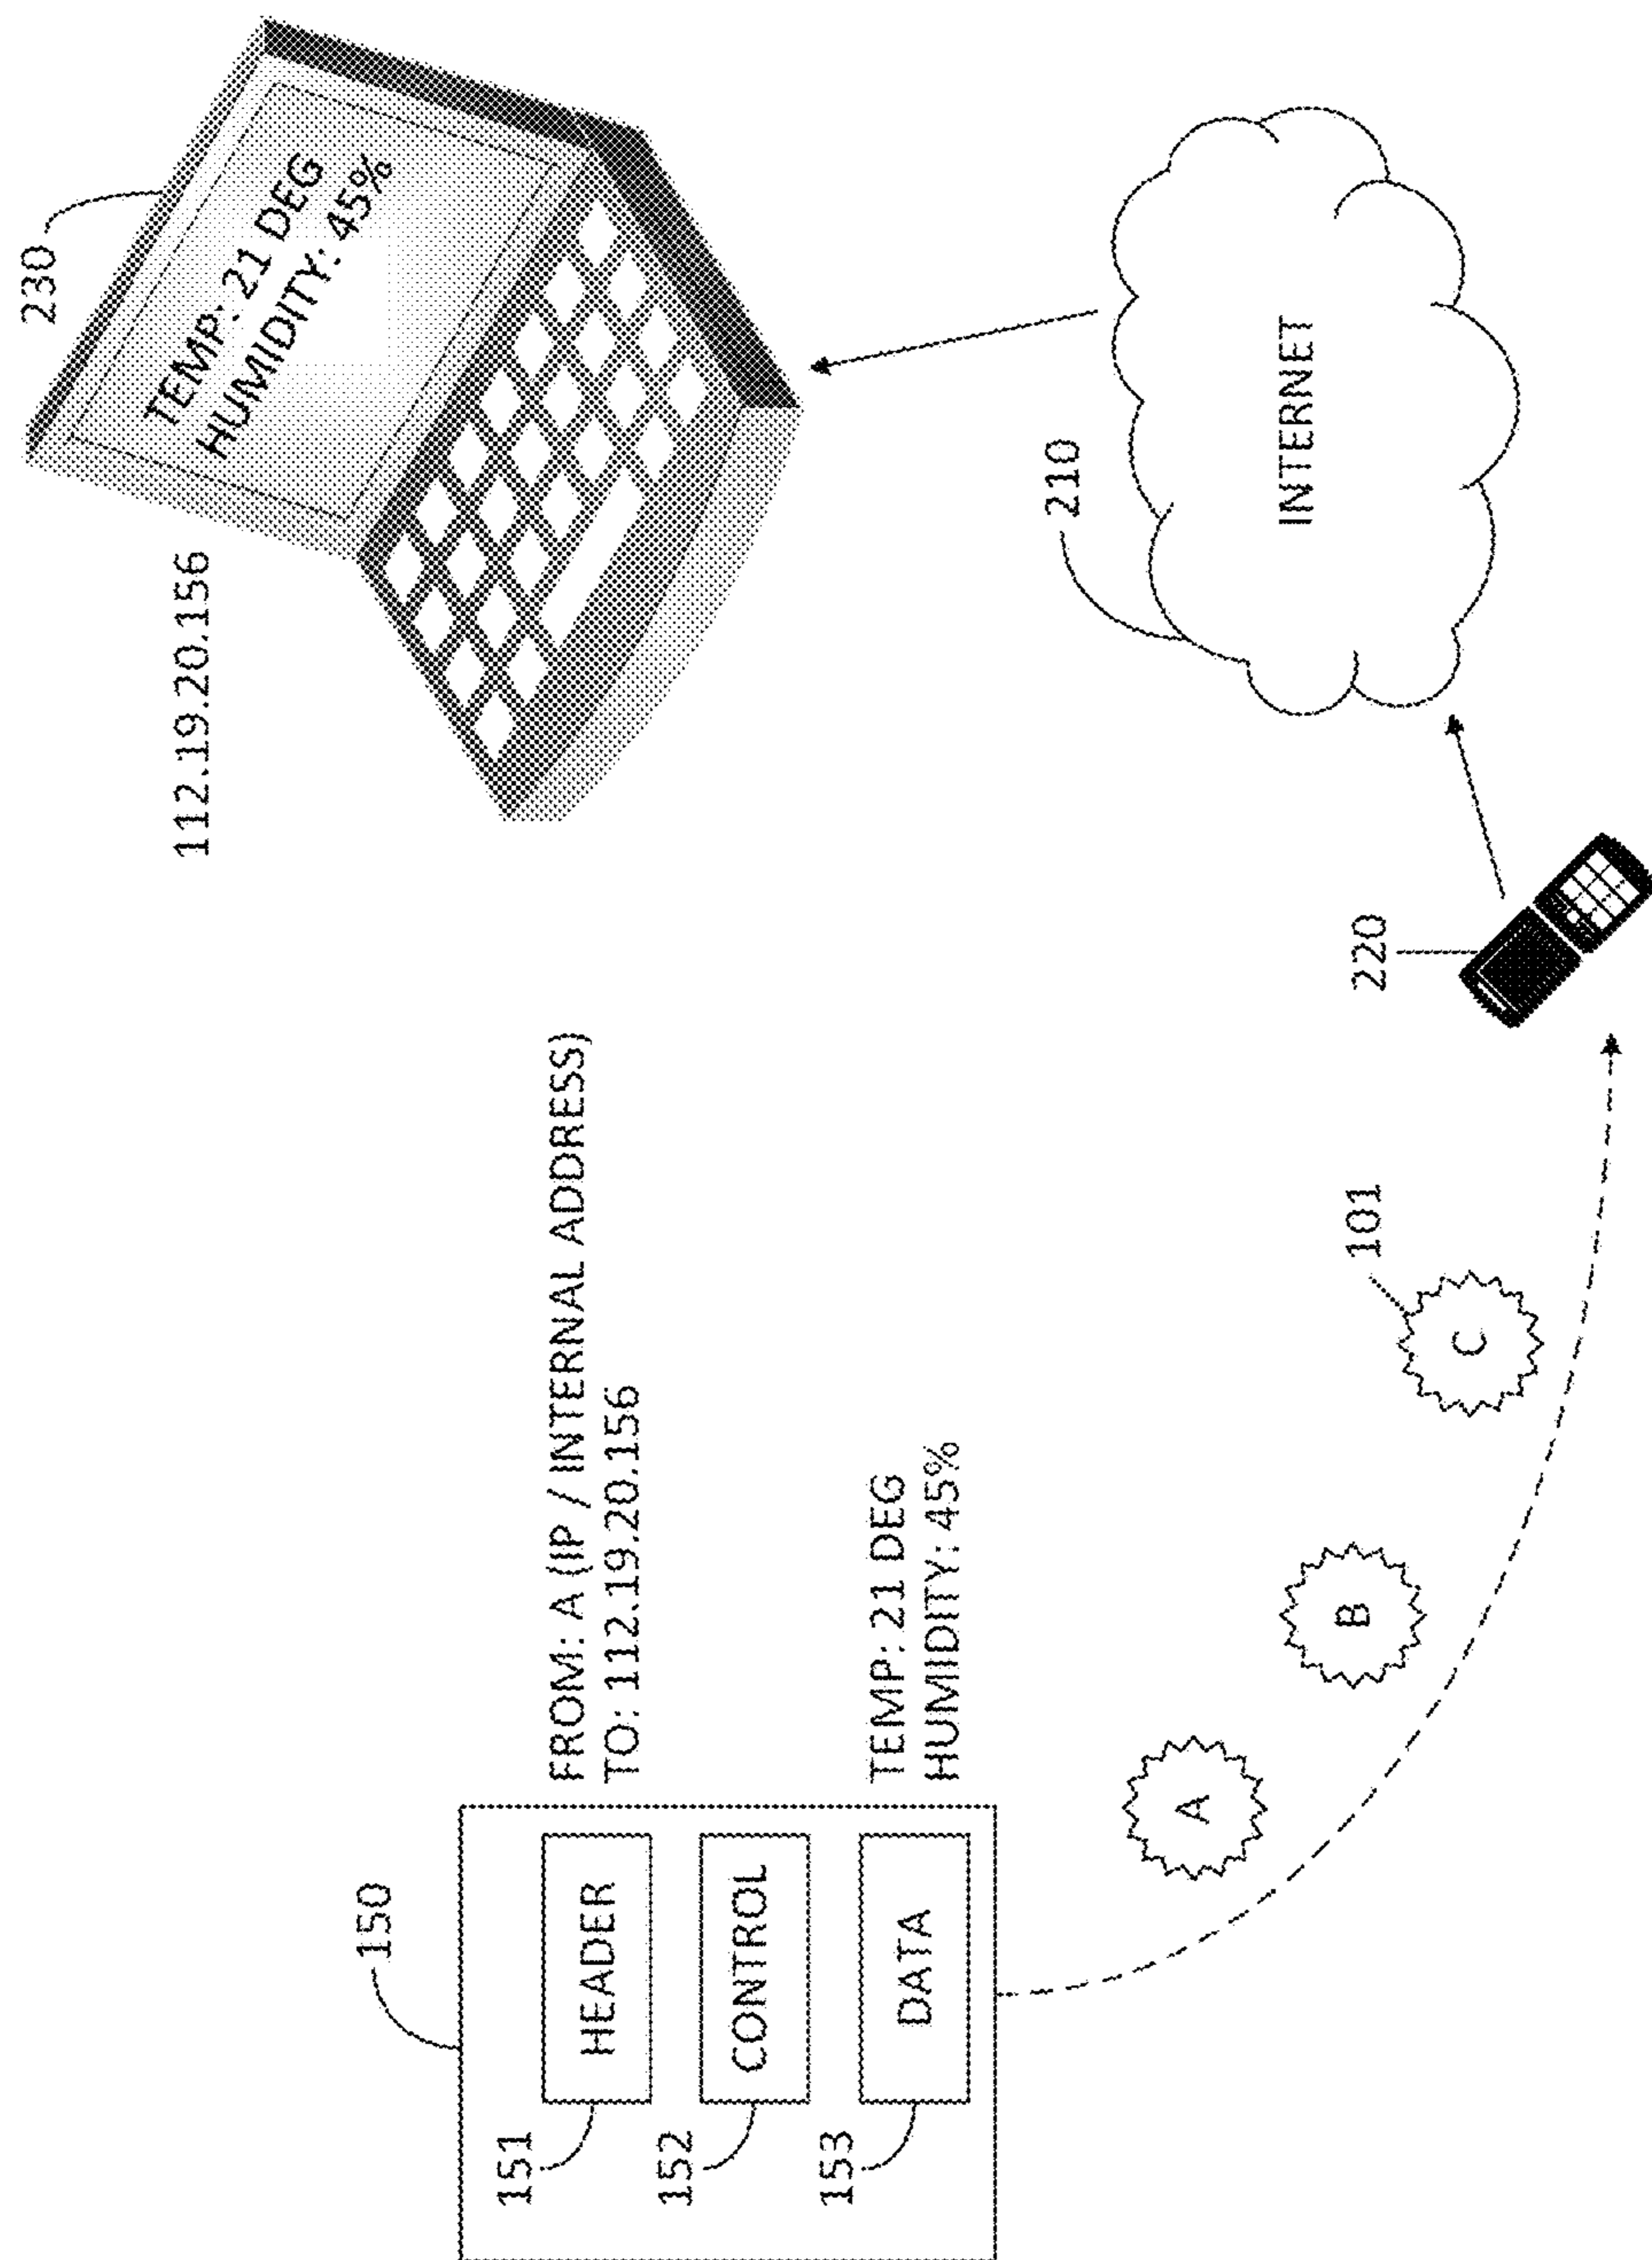 150
151
HEADER
FROM: A (IP / INTERNAL ADDRESS)
TO: 112.19.20.156
152
CONTROL
153
DATA
TEMP: 21 DEG
HUMIDITY: 45%
A
B
C
101
220
210
INTERNET
112.19.20.156
230
TEMP: 21 DEG
HUMIDITY: 45%